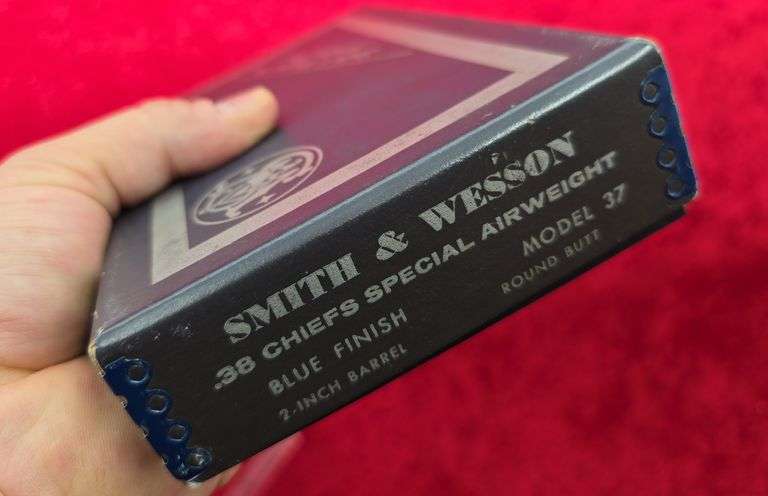 SMITH & WESSON
.38 CHIEFS SPECIAL AIRWEIGHT
BLUE FINISH
MODEL 37
2-INCH BARREL
ROUND BUTT